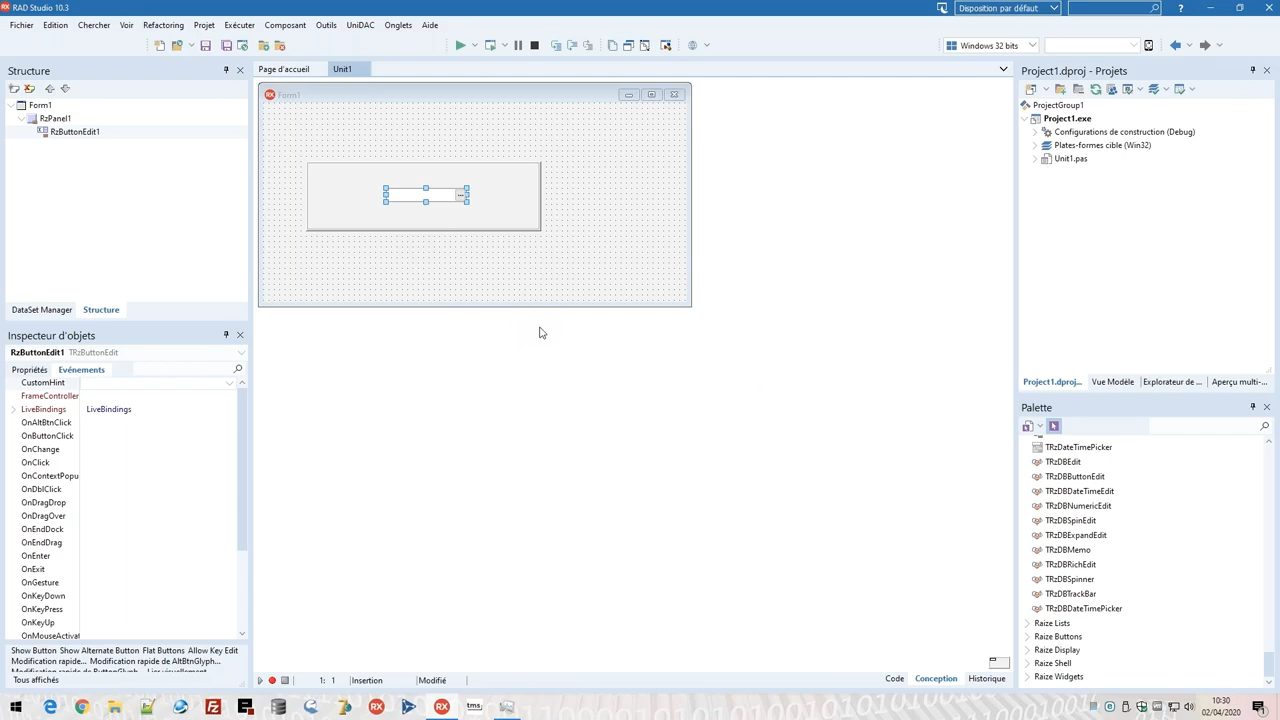 RAD Studio 10.3
Disposition par défaut
Fichier Edition Chercher Voir Refactoring Projet Exécuter Composant Outils UniDAC Onglets Aide
Windows 32 bits
Structure
Form1
RzPanel1
RzButtonEdit1
DataSet Manager Structure
Inspecteur d'objets
RzButtonEdit1 TRzButtonEdit
Propriétés Evénements
CustomHint
FrameController
LiveBindings LiveBindings
OnAltBtnClick
OnButtonClick
OnChange
OnClick
OnContextPopu
OnDblClick
OnDragDrop
OnDragOver
OnEndDock
OnEndDrag
OnEnter
OnExit
OnGesture
OnKeyDown
OnKeyPress
OnKeyUp
OnMouseActivat
Show Button Show Alternate Button Flat Buttons Allow Key Edit
Modification rapide... Modification rapide de AltBtnGlyph...
Tous affichés
Page d'accueil Unit1
Form1
1: 1 Insertion Modifié
Code Conception Historique
Project1.dproj - Projets
ProjectGroup1
Project1.exe
Configurations de construction (Debug)
Plates-formes cible (Win32)
Unit1.pas
Project1.dproj... Vue Modèle Explorateur de ... Aperçu multi-...
Palette
TRzDateTimePicker
TRzDBEdit
TRzDBButtonEdit
TRzDBDateTimeEdit
TRzDBNumericEdit
TRzDBSpinEdit
TRzDBExpandEdit
TRzDBMemo
TRzDBRichEdit
TRzDBSpinner
TRzDBTrackBar
TRzDBDateTimePicker
Raize Lists
Raize Buttons
Raize Display
Raize Shell
Raize Widgets
tms
10:30
02/04/2020